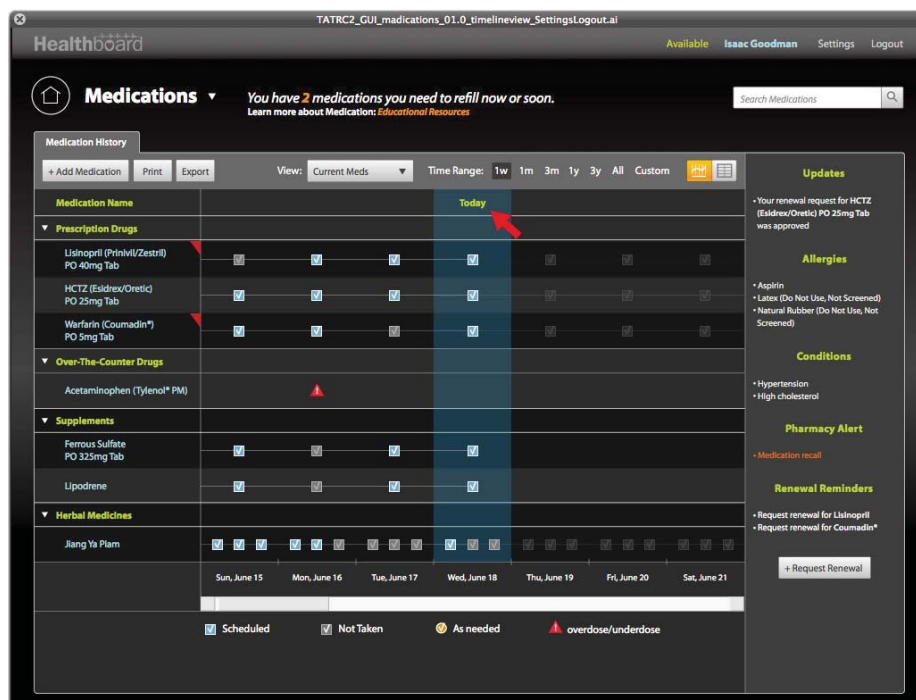 TATRC2_GUI_madications_01.0_timelineview_SettingsLogout.ai
Healthboard
Available Isaac Goodman Settings Logout
Medications
You have 2 medications you need to refill now or soon.
Learn more about Medication: Educational Resources
Search Medications
Medication History
+ Add Medication Print Export View: Current Meds Time Range: 1w 1m 3m 1y 3y All Custom
Medication Name Today
Prescription Drugs
Lisinopril (Prinivil/Zestril)
PO 40mg Tab
HCTZ (Esidrex/Oretic)
PO 25mg Tab
Warfarin (Coumadin®)
PO 5mg Tab
Over-The-Counter Drugs
Acetaminophen (Tylenol® PM)
Supplements
Ferrous Sulfate
PO 325mg Tab
Lipodrene
Herbal Medicines
Jiang Ya Plam
Sun, June 15 Mon, June 16 Tue, June 17 Wed, June 18 Thu, June 19 Fri, June 20 Sat, June 21
Scheduled Not Taken As needed overdose/underdose
Updates
• Your renewal request for HCTZ
(Esidrex/Oretic) PO 25mg Tab
was approved
Allergies
• Aspirin
• Latex (Do Not Use, Not Screened)
• Natural Rubber (Do Not Use, Not
Screened)
Conditions
• Hypertension
• High cholesterol
Pharmacy Alert
• Medication recall
Renewal Reminders
• Request renewal for Lisinopril
• Request renewal for Coumadin®
+ Request Renewal